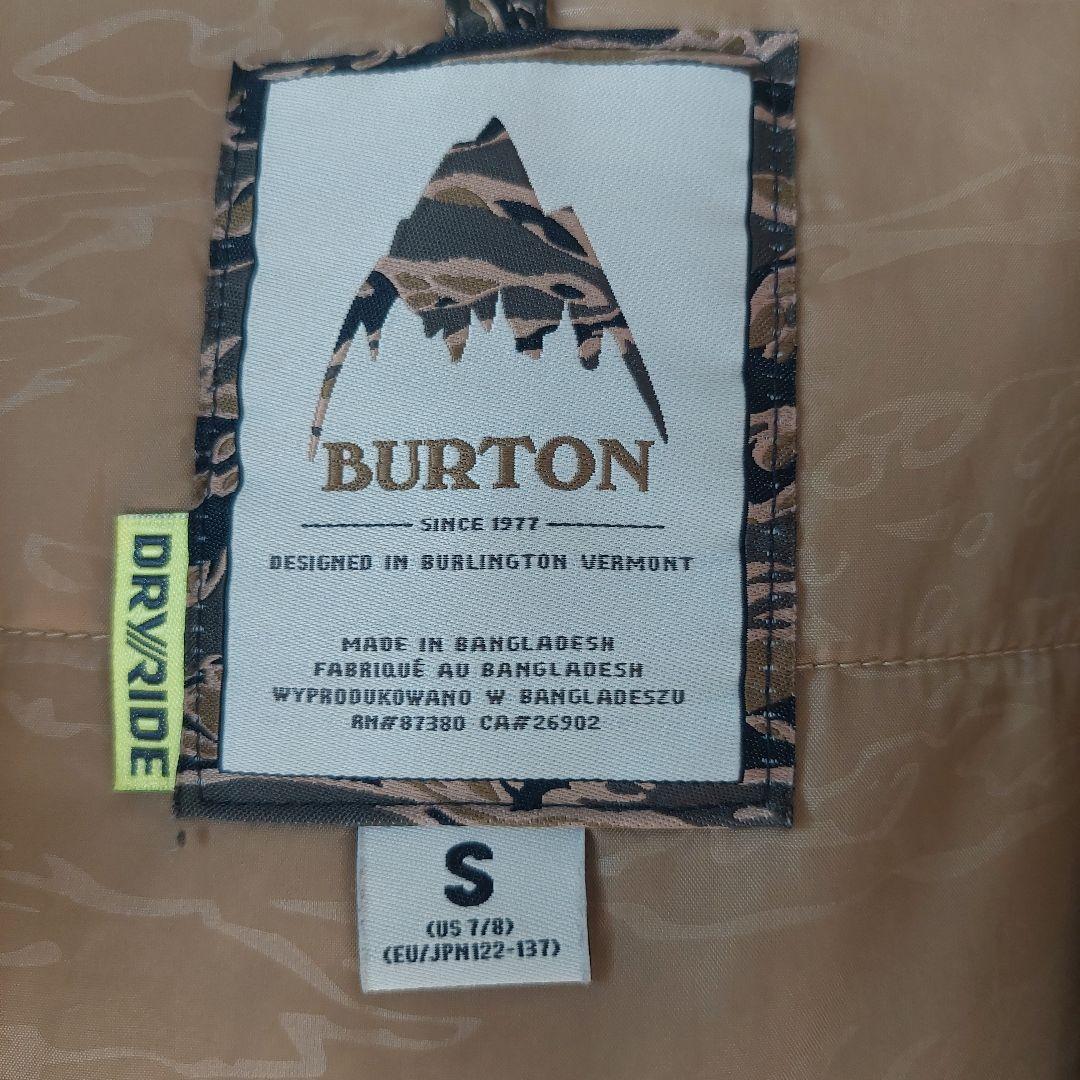 BURTON
SINCE 1977
DESIGNED IN BURLINGTON VERMONT
MADE IN BANGLADESH
FABRIQUÉ AU BANGLADESH
WYPRODUKOWANO W BANGLADESZU
RN#87380 CA#26902
DRY//RIDE
S
(US 7/8)
(EU/JPN122-137)